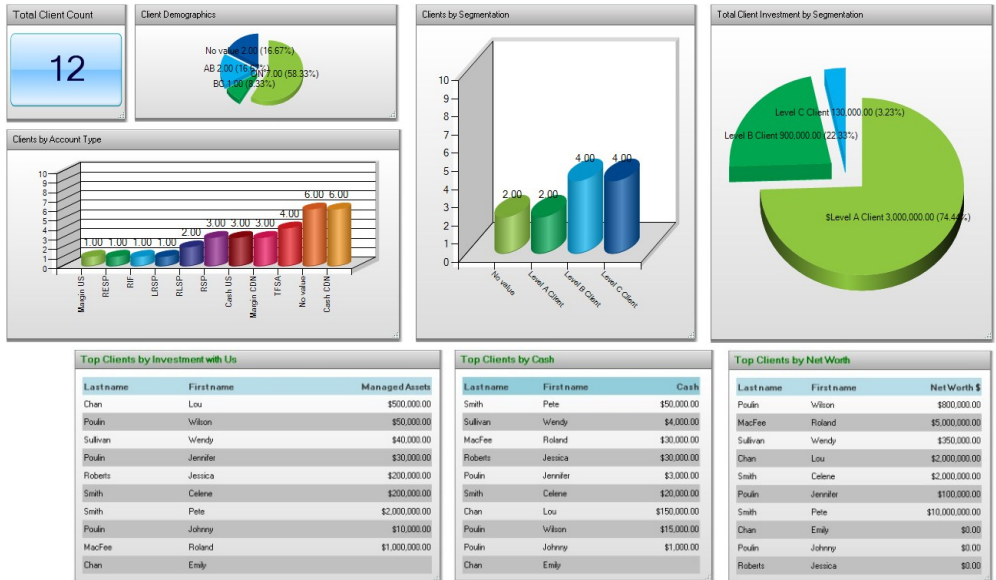 Total Client Count
12
Client Demographics
No value 2.00 (16.67%)
AB 2.00 (16.67%)
ON 7.00 (58.33%)
BC 1.00 (8.33%)
Clients by Account Type
10
9
8
7
6
5
4
3
2
1
0
1.00 1.00 1.00 1.00 2.00 3.00 3.00 3.00 4.00 6.00 6.00
Margin US
RESP
RIF
LRSP
RLSP
RSP
Cash US
Margin CDN
TFSA
No value
Cash CDN
Clients by Segmentation
10
9
8
7
6
5
4
3
2
1
0
2.00 2.00 4.00 4.00
No value
Level A Client
Level B Client
Level C Client
Total Client Investment by Segmentation
Level C Client 130,000.00 (3.23%)
Level B Client 900,000.00 (22.33%)
$Level A Client 3,000,000.00 (74.44%)
Top Clients by Investment with Us
Lastname Firstname Managed Assets
Chan Lou $500,000.00
Poulin Wilson $50,000.00
Sullivan Wendy $40,000.00
Poulin Jennifer $30,000.00
Roberts Jessica $200,000.00
Smith Celene $200,000.00
Smith Pete $2,000,000.00
Poulin Johnny $10,000.00
MacFee Roland $1,000,000.00
Chan Emily
Top Clients by Cash
Lastname Firstname Cash
Smith Pete $50,000.00
Sullivan Wendy $4,000.00
MacFee Roland $30,000.00
Roberts Jessica $30,000.00
Poulin Jennifer $3,000.00
Smith Celene $20,000.00
Chan Lou $150,000.00
Poulin Wilson $15,000.00
Poulin Johnny $1,000.00
Chan Emily
Top Clients by Net Worth
Lastname Firstname Net Worth $
Poulin Wilson $800,000.00
MacFee Roland $5,000,000.00
Sullivan Wendy $350,000.00
Chan Lou $2,000,000.00
Smith Celene $2,000,000.00
Poulin Jennifer $100,000.00
Smith Pete $10,000,000.00
Chan Emily $0.00
Poulin Johnny $0.00
Roberts Jessica $0.00